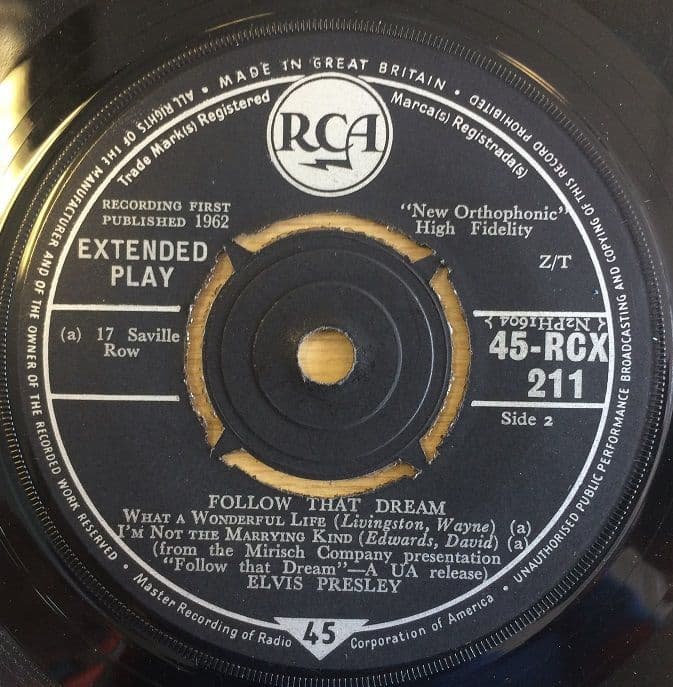 ALL RIGHTS OF THE MANUFACTURER AND OF THE OWNER OF THE RECORDED WORK RESERVED •
• MADE IN GREAT BRITAIN •
UNAUTHORISED PUBLIC PERFORMANCE BROADCASTING AND COPYING OF THIS RECORD PROHIBITED
Trade Mark(s) Registered
RCA
Marca(s) Registrada(s)
RECORDING FIRST
PUBLISHED 1962
"New Orthophonic"
High Fidelity
EXTENDED
PLAY
Z/T
(a) 17 Saville
Row
N2PH1604
45-RCX
211
Side 2
FOLLOW THAT DREAM
WHAT A WONDERFUL LIFE (Livingston, Wayne) (a)
I'M NOT THE MARRYING KIND (Edwards, David) (a)
(from the Mirisch Company presentation
"Follow that Dream"—A UA release)
ELVIS PRESLEY
• Master Recording of Radio Corporation of America •
45